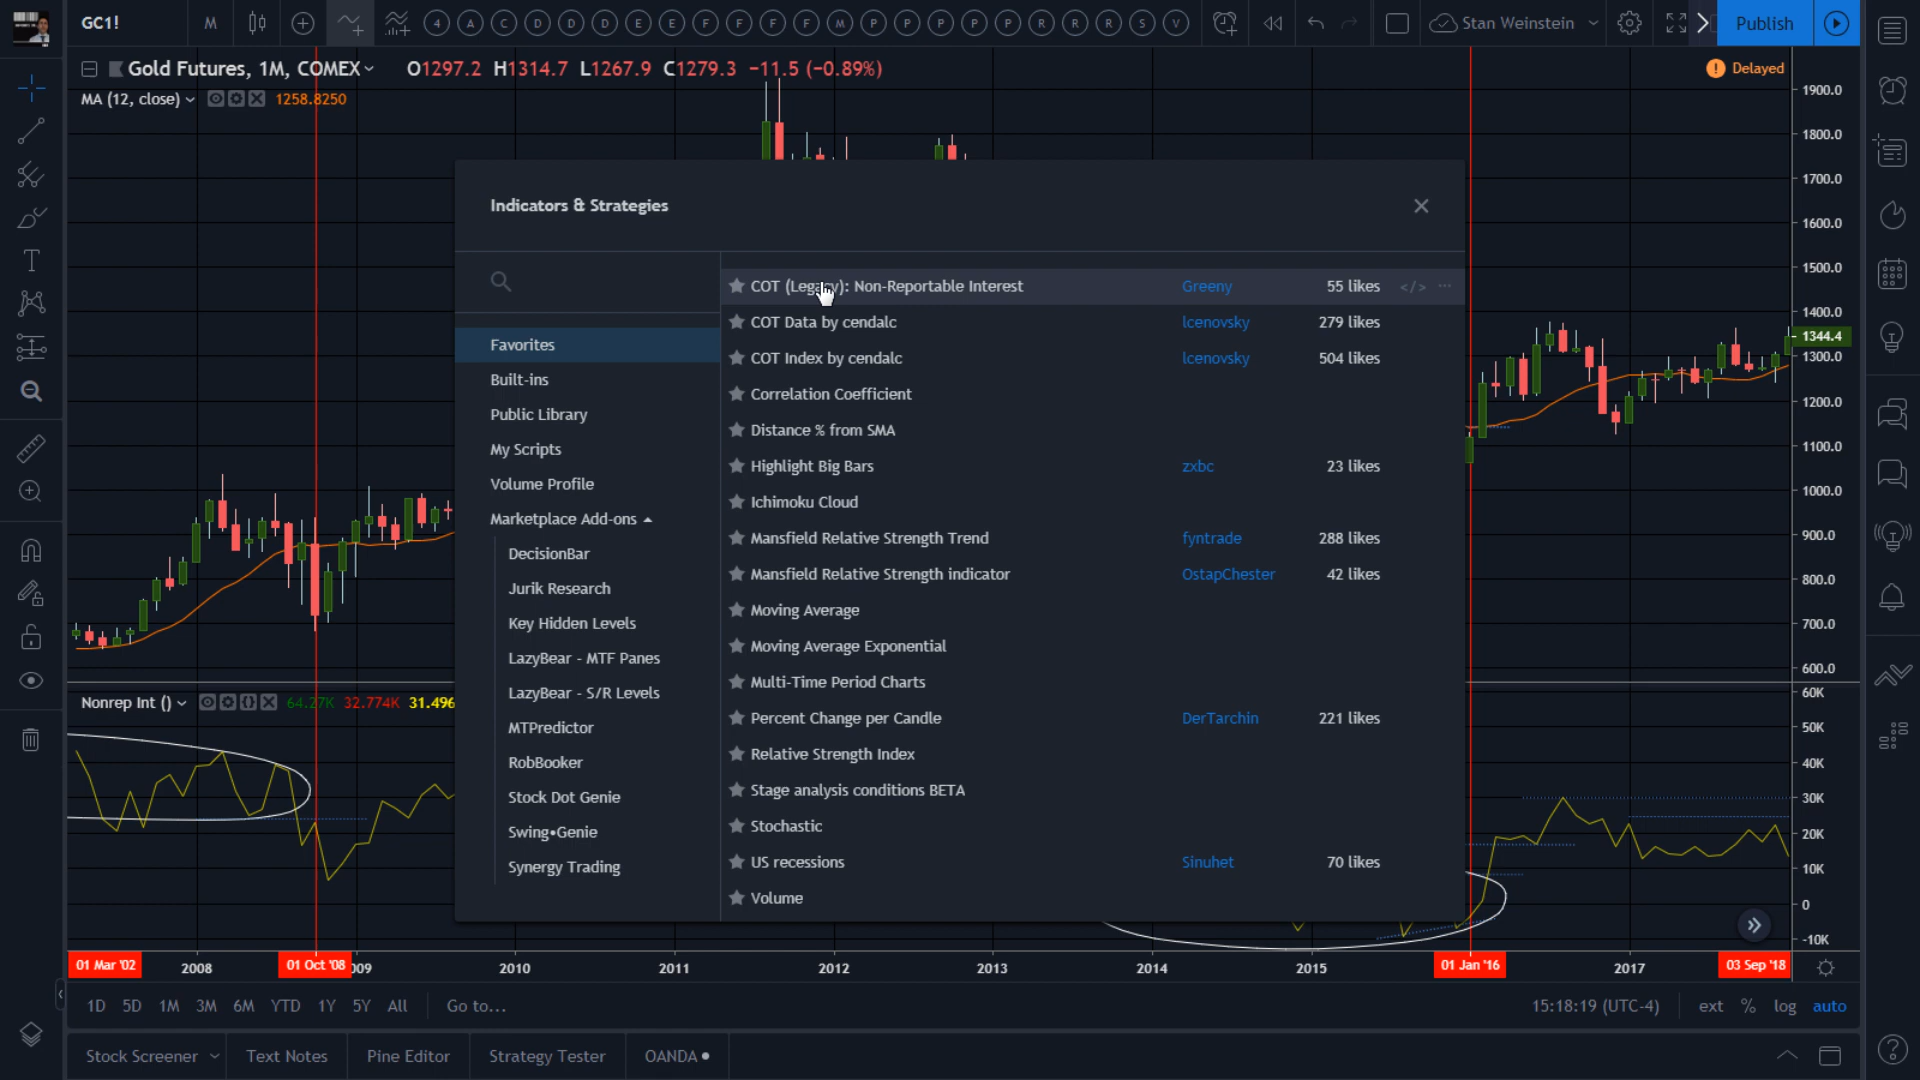 GC1!
M
4 A C D D D E E F F F F M P P P P P R R R S V
Stan Weinstein
Publish
Gold Futures, 1M, COMEX
O1297.2 H1314.7 L1267.9 C1279.3 −11.5 (−0.89%)
Delayed
MA (12, close)
1258.8250
1900.0
1800.0
1700.0
1600.0
1500.0
1400.0
1344.4
1300.0
1200.0
1100.0
1000.0
900.0
800.0
700.0
600.0
Indicators & Strategies
Favorites
Built-ins
Public Library
My Scripts
Volume Profile
Marketplace Add-ons
DecisionBar
Jurik Research
Key Hidden Levels
LazyBear - MTF Panes
LazyBear - S/R Levels
MTPredictor
RobBooker
Stock Dot Genie
Swing•Genie
Synergy Trading
COT (Legacy): Non-Reportable Interest Greeny 55 likes </> ...
COT Data by cendalc lcenovsky 279 likes
COT Index by cendalc lcenovsky 504 likes
Correlation Coefficient
Distance % from SMA
Highlight Big Bars zxbc 23 likes
Ichimoku Cloud
Mansfield Relative Strength Trend fyntrade 288 likes
Mansfield Relative Strength indicator OstapChester 42 likes
Moving Average
Moving Average Exponential
Multi-Time Period Charts
Percent Change per Candle DerTarchin 221 likes
Relative Strength Index
Stage analysis conditions BETA
Stochastic
US recessions Sinuhet 70 likes
Volume
Nonrep Int ()
64.27K 32.774K 31.496
60K
50K
40K
30K
20K
10K
0
-10K
01 Mar '02 2008 01 Oct '08 009 2010 2011 2012 2013 2014 2015 01 Jan '16 2017 03 Sep '18
1D 5D 1M 3M 6M YTD 1Y 5Y All Go to...
15:18:19 (UTC-4) ext % log auto
Stock Screener Text Notes Pine Editor Strategy Tester OANDA